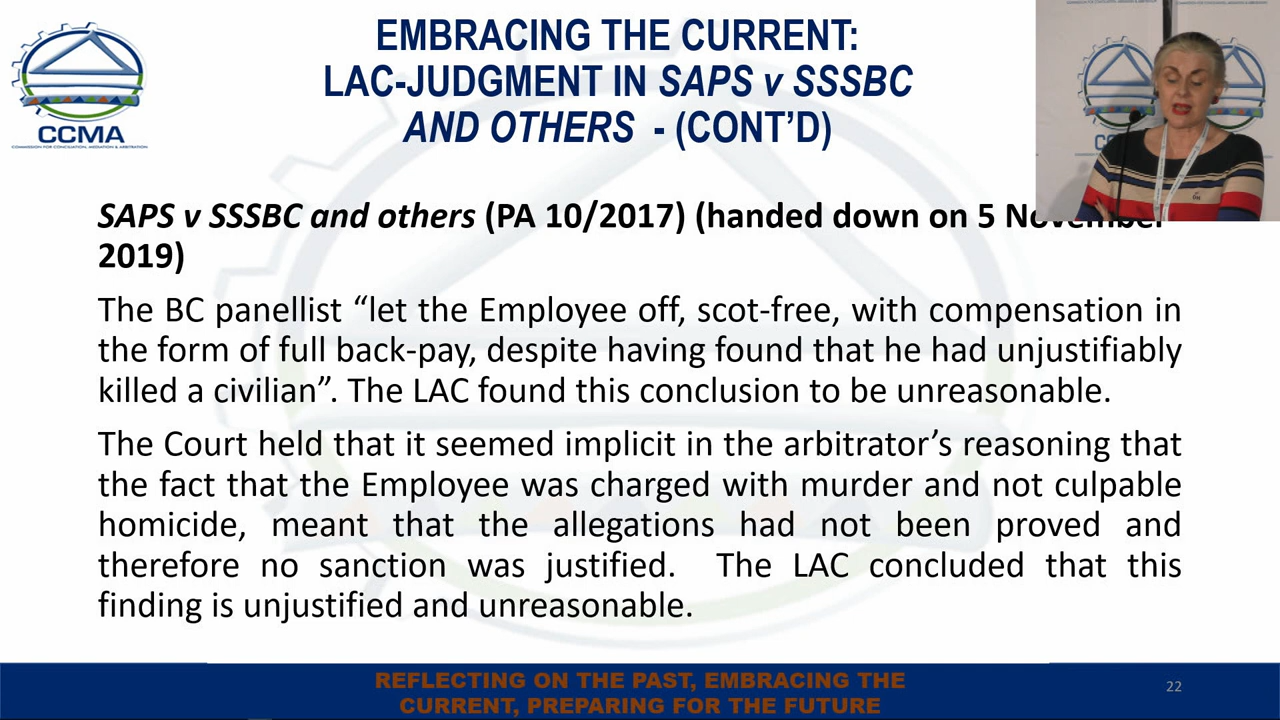 EMBRACING THE CURRENT:
LAC-JUDGMENT IN SAPS v SSSBC
AND OTHERS - (CONT’D)
CCMA
COMMISSION FOR CONCILIATION, MEDIATION & ARBITRATION
SAPS v SSSBC and others (PA 10/2017) (handed down on 5 November
2019)
The BC panellist “let the Employee off, scot-free, with compensation in
the form of full back-pay, despite having found that he had unjustifiably
killed a civilian”. The LAC found this conclusion to be unreasonable.
The Court held that it seemed implicit in the arbitrator’s reasoning that
the fact that the Employee was charged with murder and not culpable
homicide, meant that the allegations had not been proved and
therefore no sanction was justified. The LAC concluded that this
finding is unjustified and unreasonable.
REFLECTING ON THE PAST, EMBRACING THE
CURRENT, PREPARING FOR THE FUTURE
22